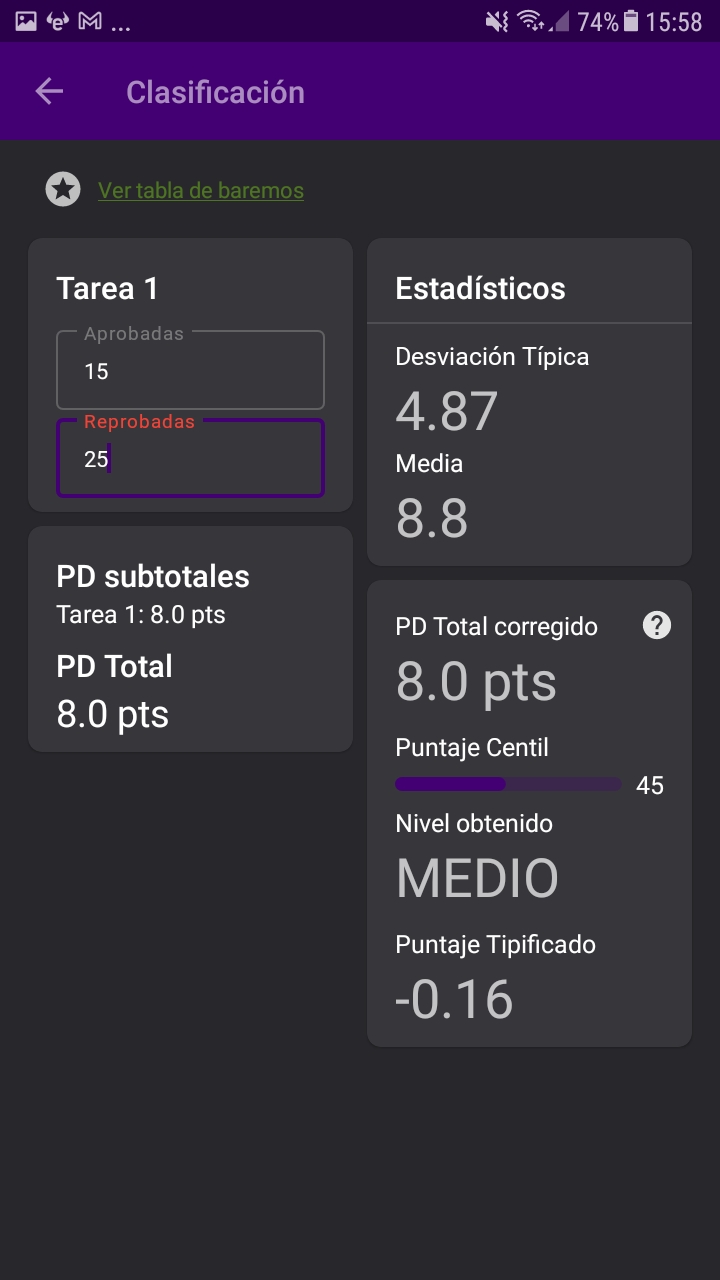 ... 74% 15:58
Clasificación
Ver tabla de baremos
Tarea 1
Aprobadas
15
Reprobadas
25
PD subtotales
Tarea 1: 8.0 pts
PD Total
8.0 pts
Estadísticos
Desviación Típica
4.87
Media
8.8
PD Total corregido
8.0 pts
Puntaje Centil
45
Nivel obtenido
MEDIO
Puntaje Tipificado
-0.16